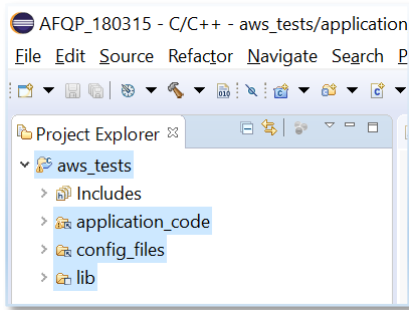 AFQP_180315 - C/C++ - aws_tests/application
File Edit Source Refactor Navigate Search P
Project Explorer
aws_tests
Includes
application_code
config_files
lib